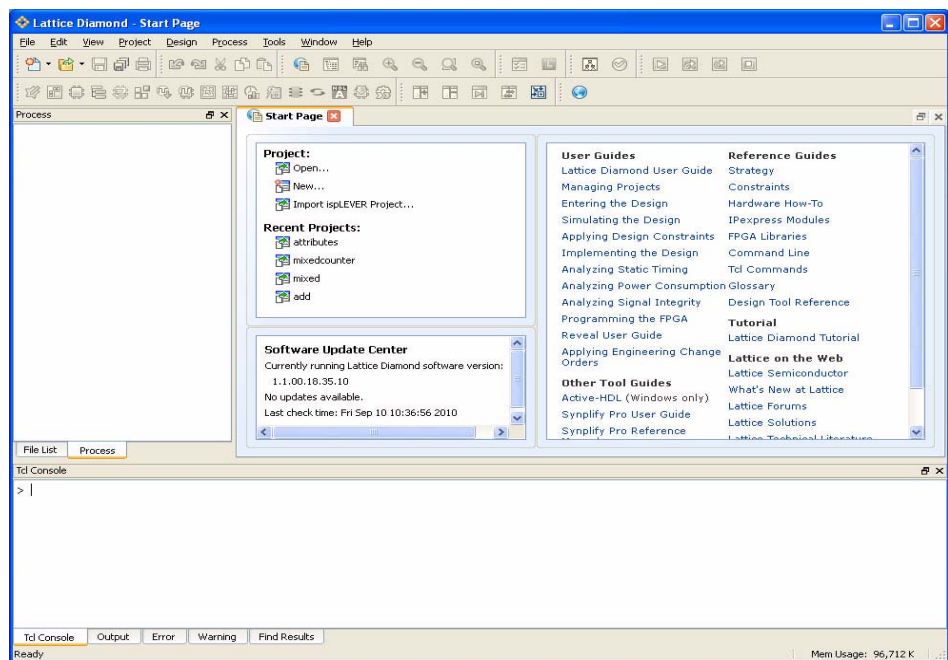 Lattice Diamond - Start Page
File Edit View Project Design Process Tools Window Help
Process
Start Page
Project:
Open...
New...
Import ispLEVER Project...
Recent Projects:
attributes
mixedcounter
mixed
add
Software Update Center
Currently running Lattice Diamond software version:
1.1.00.18.35.10
No updates available.
Last check time: Fri Sep 10 10:36:56 2010
User Guides
Lattice Diamond User Guide
Managing Projects
Entering the Design
Simulating the Design
Applying Design Constraints
Implementing the Design
Analyzing Static Timing
Analyzing Power Consumption
Analyzing Signal Integrity
Programming the FPGA
Reveal User Guide
Applying Engineering Change
Orders
Other Tool Guides
Active-HDL (Windows only)
Synplify Pro User Guide
Synplify Pro Reference
Reference Guides
Strategy
Constraints
Hardware How-To
IPexpress Modules
FPGA Libraries
Command Line
Tcl Commands
Glossary
Design Tool Reference
Tutorial
Lattice Diamond Tutorial
Lattice on the Web
Lattice Semiconductor
What's New at Lattice
Lattice Forums
Lattice Solutions
Lattice Technical Literature
File List Process
Tcl Console
>
Tcl Console Output Error Warning Find Results
Ready Mem Usage: 96,712 K